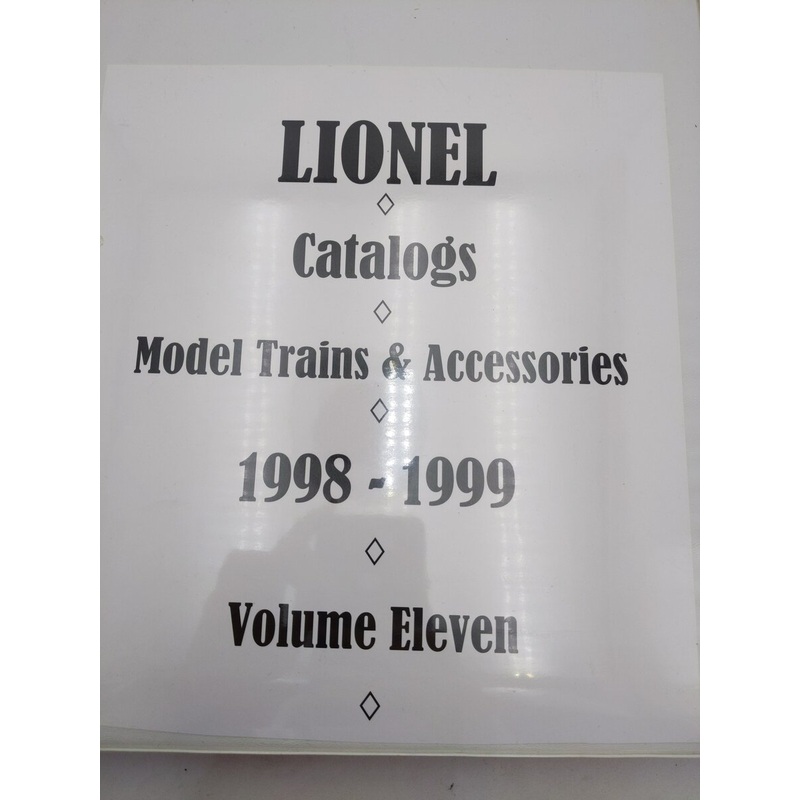 LIONEL
◊
Catalogs
◊
Model Trains & Accessories
◊
1998 - 1999
◊
Volume Eleven
◊